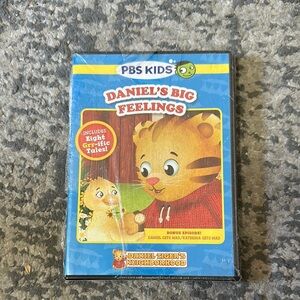 PBS KIDS
DANIEL'S BIG
FEELINGS
INCLUDES
Eight
Grr-ific
Tales!
BONUS EPISODE!
DANIEL GETS MAD/KATERINA GETS MAD
DANIEL TIGER'S
NEIGHBORHOOD